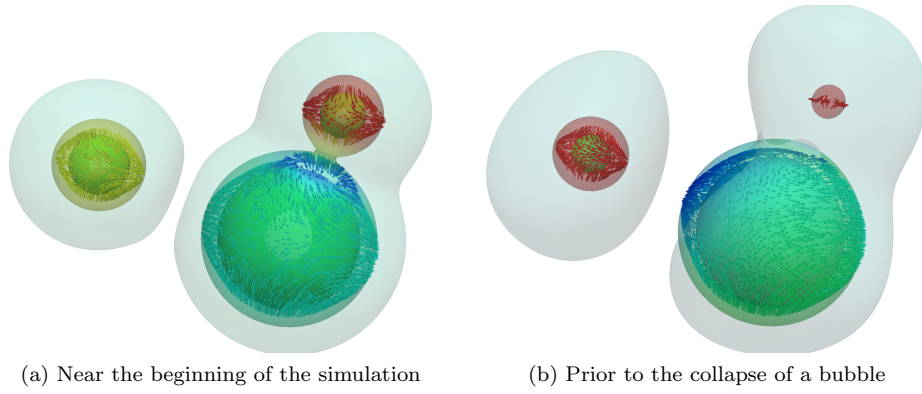 (a) Near the beginning of the simulation
(b) Prior to the collapse of a bubble